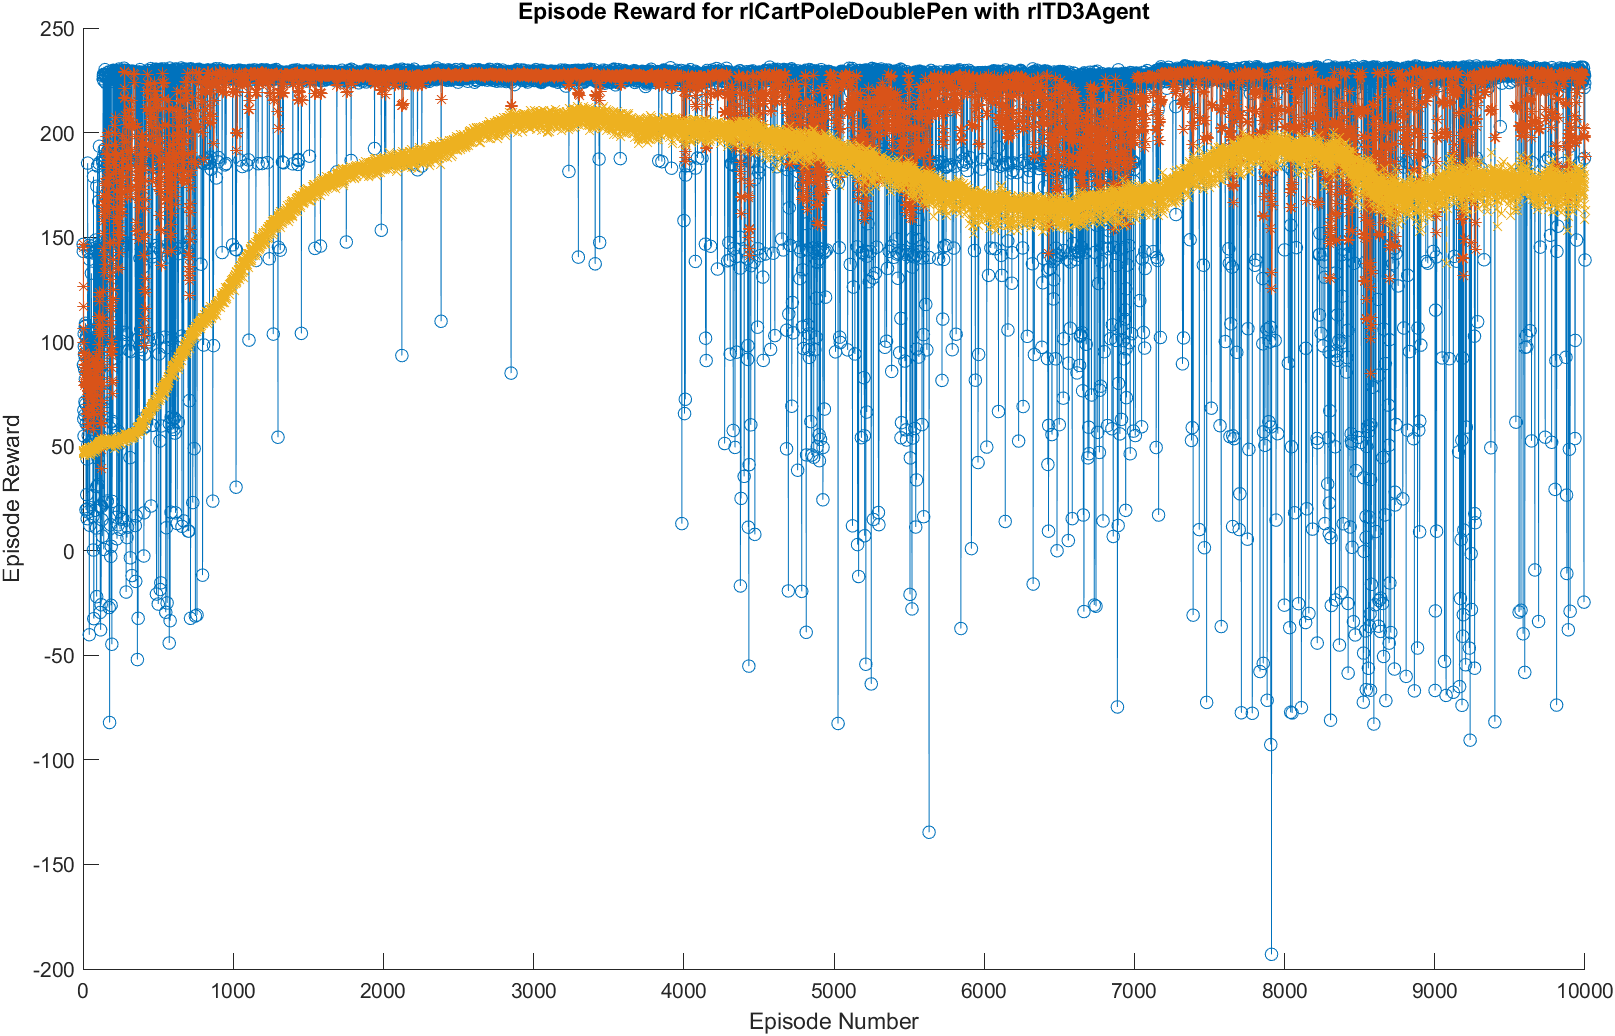 Episode Reward for rlCartPoleDoublePen with rlTD3Agent
250
200
150
100
50
0
-50
-100
-150
-200
Episode Reward
0 1000 2000 3000 4000 5000 6000 7000 8000 9000 10000
Episode Number